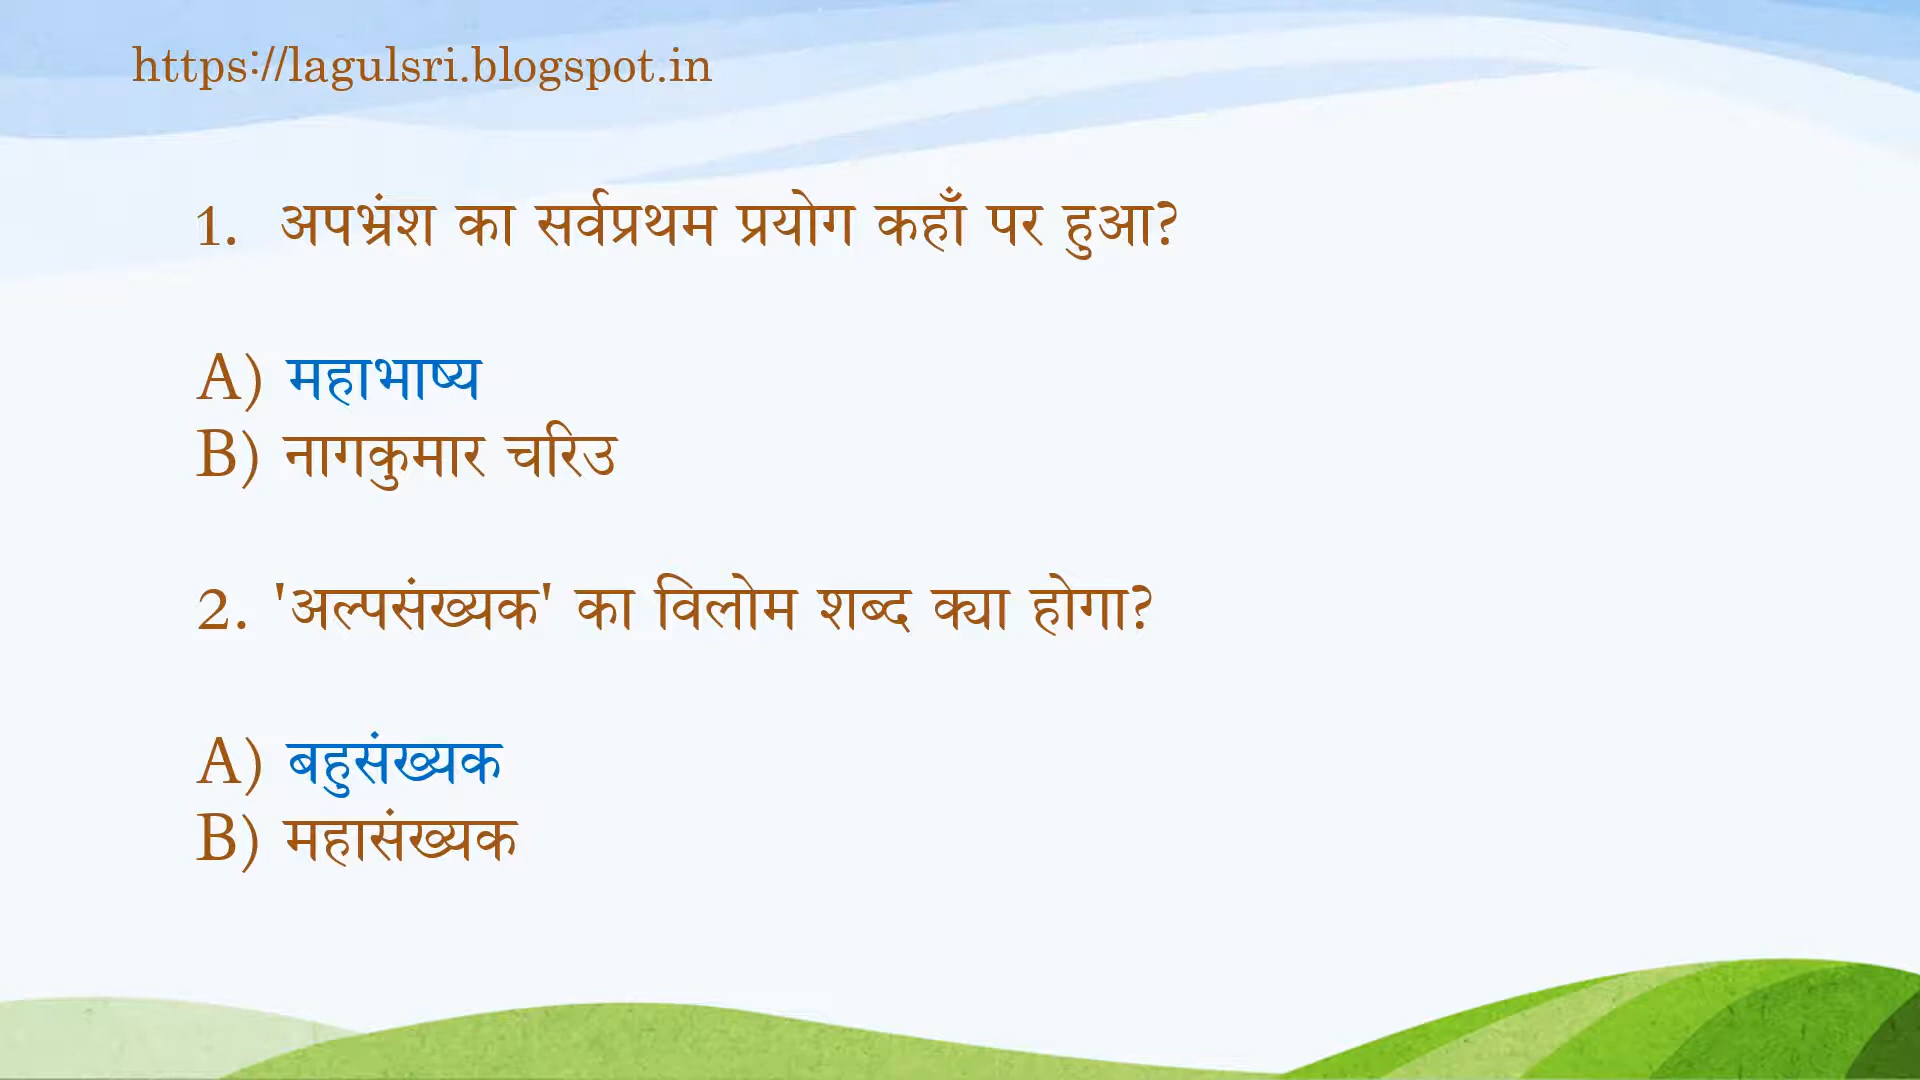 https://lagulsri.blogspot.in
1. अपभ्रंश का सर्वप्रथम प्रयोग कहाँ पर हुआ?
A) महाभाष्य
B) नागकुमार चरिउ
2. 'अल्पसंख्यक' का विलोम शब्द क्या होगा?
A) बहुसंख्यक
B) महासंख्यक